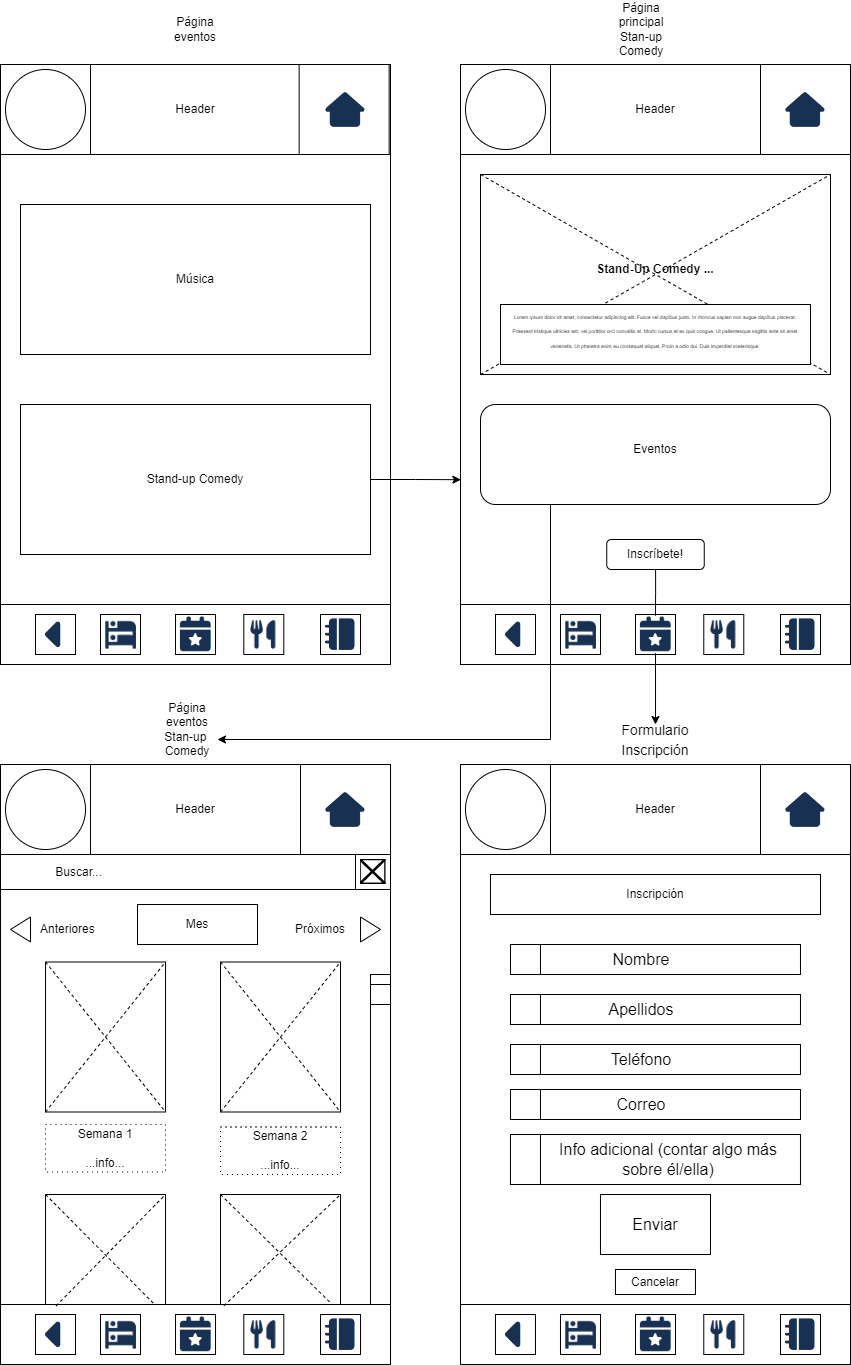 Página
eventos
Header
Música
Stand-up Comedy
Página
principal
Stan-up
Comedy
Header
Stand-Up Comedy ...
Lorem ipsum dolor sit amet, consectetur adipiscing elit. Fusce vel dapibus justo. In rhoncus sapien non augue dapibus placerat.
Praesent tristique ultricies est, vel porttitor orci convallis at. Morbi cursus et ex quis congue. Ut pellentesque sagittis ante sit amet
venenatis. Ut pharetra enim eu consequat aliquet. Proin a odio dui. Duis imperdiet scelerisque
Eventos
Inscríbete!
Página
eventos
Stan-up
Comedy
Header
Buscar...
Anteriores
Mes
Próximos
Semana 1
...info...
Semana 2
...info...
Formulario
Inscripción
Header
Inscripción
Nombre
Apellidos
Teléfono
Correo
Info adicional (contar algo más
sobre él/ella)
Enviar
Cancelar